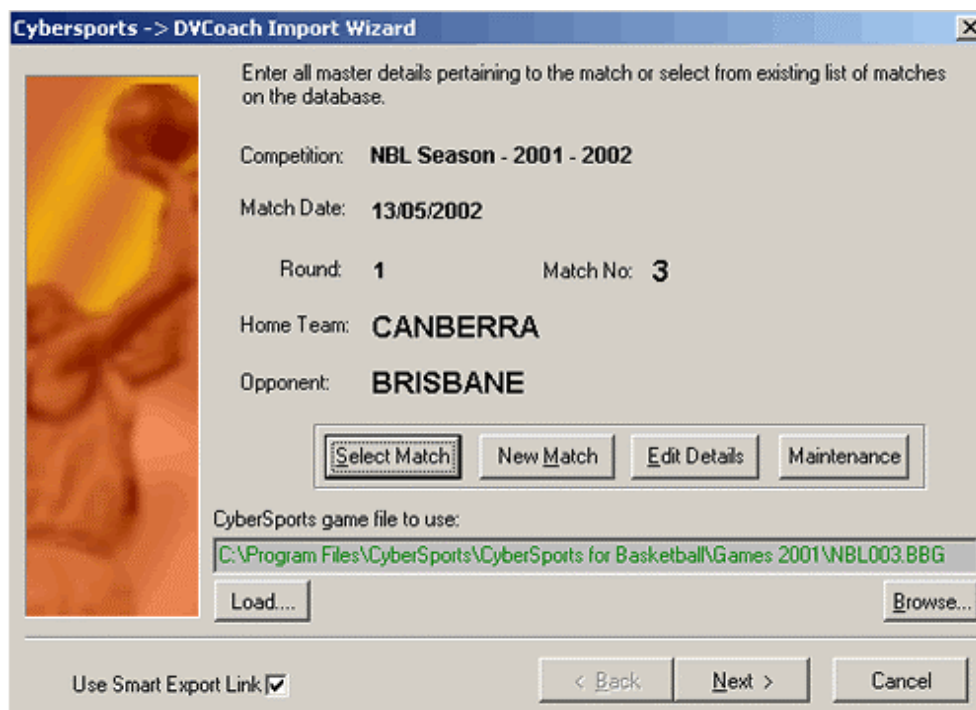 Cybersports -> DVCoach Import Wizard
Enter all master details pertaining to the match or select from existing list of matches
on the database.
Competition: NBL Season - 2001 - 2002
Match Date: 13/05/2002
Round: 1 Match No: 3
Home Team: CANBERRA
Opponent: BRISBANE
Select Match New Match Edit Details Maintenance
CyberSports game file to use:
C:\Program Files\CyberSports\CyberSports for Basketball\Games 2001\NBL003.BBG
Load.... Browse...
Use Smart Export Link < Back Next > Cancel